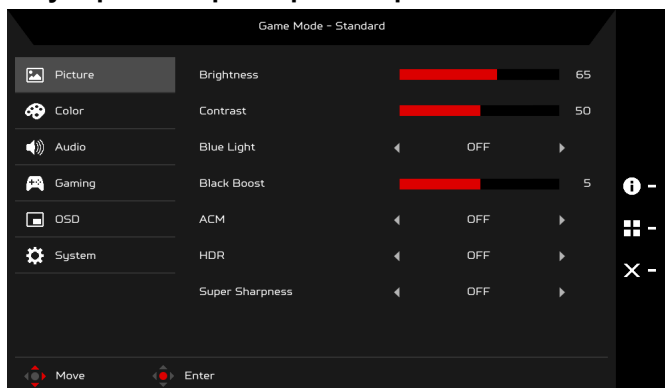 Game Mode - Standard
Picture
Brightness 65
Color
Contrast 50
Audio
Blue Light OFF
Gaming
Black Boost 5
OSD
ACM OFF
System
HDR OFF
Super Sharpness OFF
Move Enter